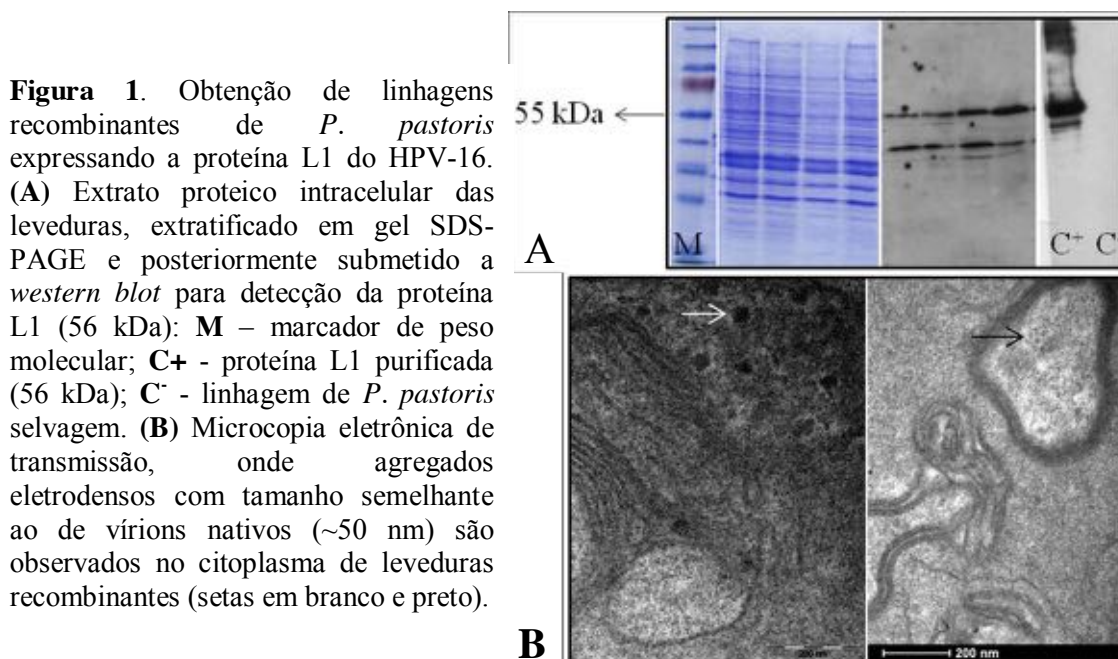 Figura 1. Obtenção de linhagens
recombinantes de P. pastoris
expressando a proteína L1 do HPV-16.
(A) Extrato proteico intracelular das
leveduras, extratificado em gel SDS-
PAGE e posteriormente submetido a
western blot para detecção da proteína
L1 (56 kDa): M – marcador de peso
molecular; C+ - proteína L1 purificada
(56 kDa); C- - linhagem de P. pastoris
selvagem. (B) Microcopia eletrônica de
transmissão, onde agregados
eletrodensos com tamanho semelhante
ao de vírions nativos (~50 nm) são
observados no citoplasma de leveduras
recombinantes (setas em branco e preto).
55 kDa
A
M
C+ C
B
200 nm
200 nm